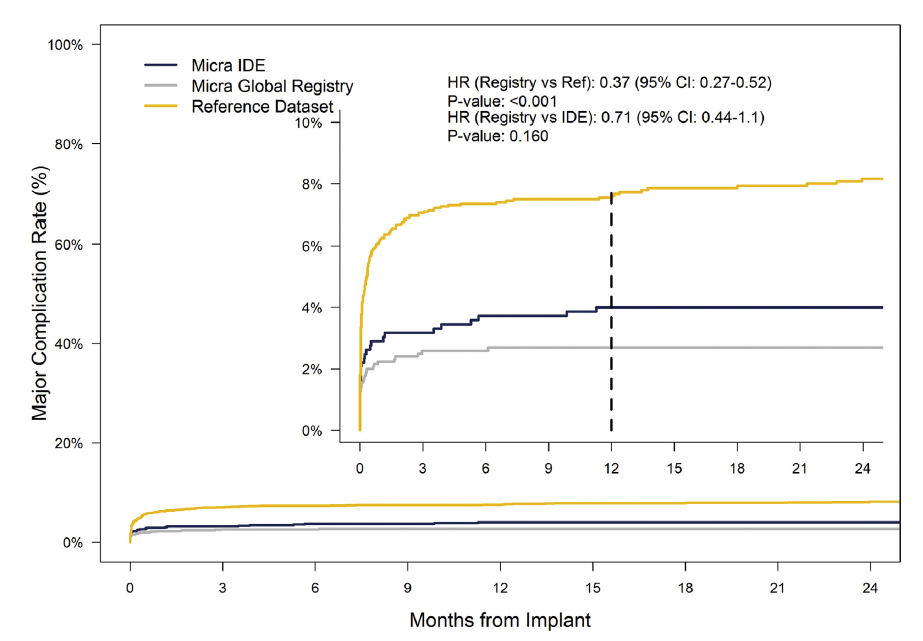 100%
80%
60%
40%
20%
0%
Major Complication Rate (%)
Micra IDE
Micra Global Registry
Reference Dataset
HR (Registry vs Ref): 0.37 (95% CI: 0.27-0.52)
P-value: <0.001
HR (Registry vs IDE): 0.71 (95% CI: 0.44-1.1)
P-value: 0.160
10%
8%
6%
4%
2%
0%
0 3 6 9 12 15 18 21 24
0 3 6 9 12 15 18 21 24
Months from Implant